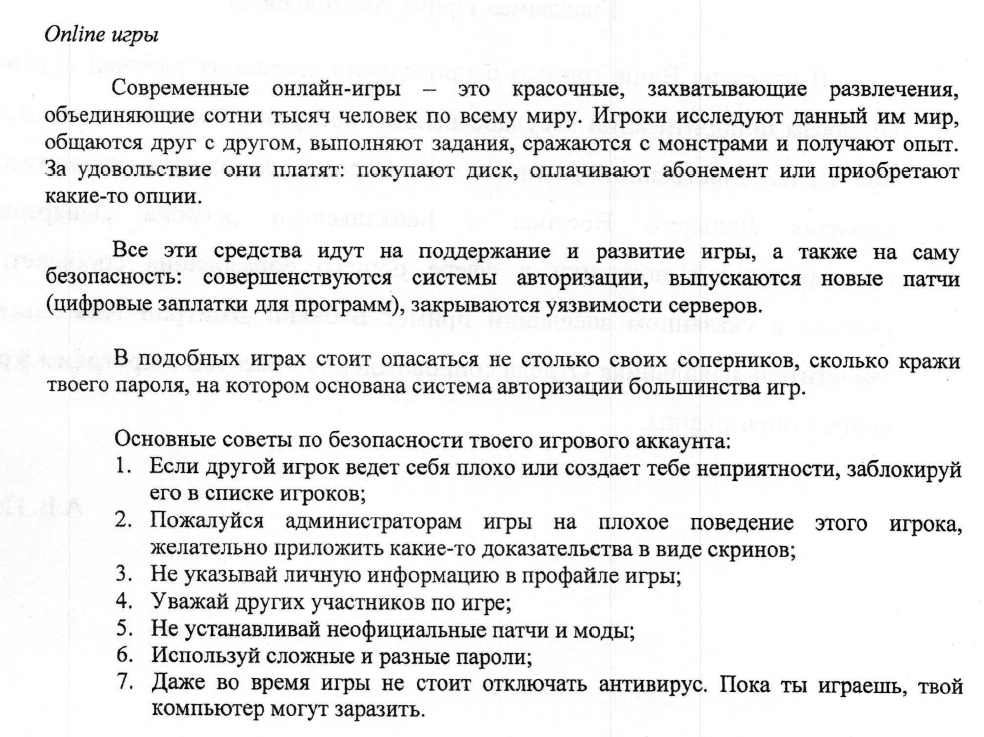 Online игры
Современные онлайн-игры – это красочные, захватывающие развлечения,
объединяющие сотни тысяч человек по всему миру. Игроки исследуют данный им мир,
общаются друг с другом, выполняют задания, сражаются с монстрами и получают опыт.
За удовольствие они платят: покупают диск, оплачивают абонемент или приобретают
какие-то опции.
Все эти средства идут на поддержание и развитие игры, а также на саму
безопасность: совершенствуются системы авторизации, выпускаются новые патчи
(цифровые заплатки для программ), закрываются уязвимости серверов.
В подобных играх стоит опасаться не столько своих соперников, сколько кражи
твоего пароля, на котором основана система авторизации большинства игр.
Основные советы по безопасности твоего игрового аккаунта:
1. Если другой игрок ведет себя плохо или создает тебе неприятности, заблокируй
его в списке игроков;
2. Пожалуйся администраторам игры на плохое поведение этого игрока,
желательно приложить какие-то доказательства в виде скринов;
3. Не указывай личную информацию в профайле игры;
4. Уважай других участников по игре;
5. Не устанавливай неофициальные патчи и моды;
6. Используй сложные и разные пароли;
7. Даже во время игры не стоит отключать антивирус. Пока ты играешь, твой
компьютер могут заразить.